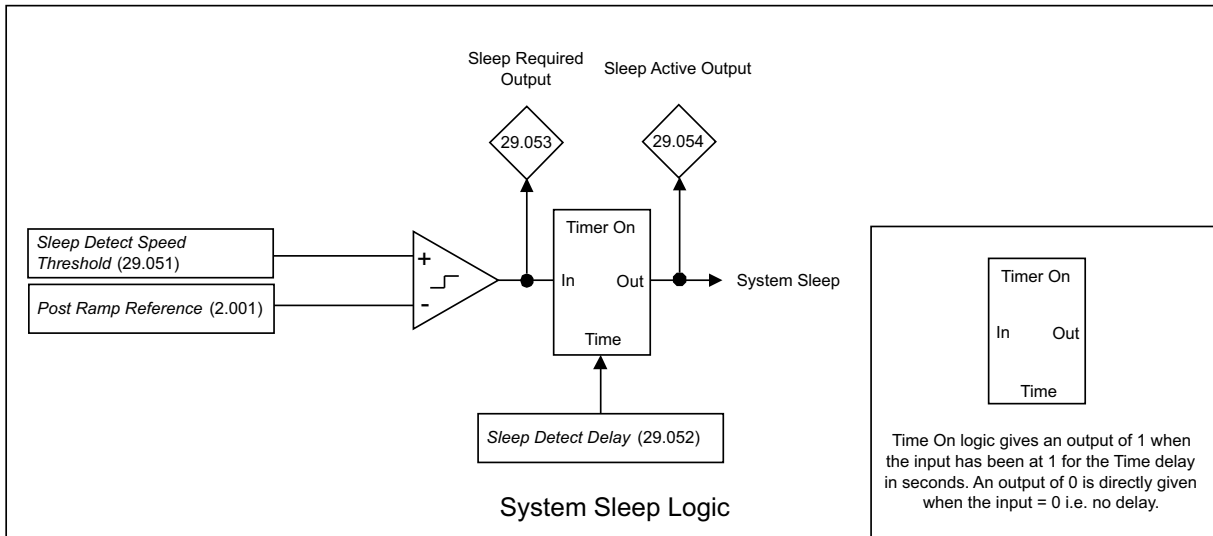 Sleep Required
Output
Sleep Active Output
29.053
29.054
Timer On
Sleep Detect Speed
Threshold (29.051)
+
In
Out
System Sleep
Post Ramp Reference (2.001)
-
Time
Sleep Detect Delay (29.052)
System Sleep Logic
Timer On
In
Out
Time
Time On logic gives an output of 1 when
the input has been at 1 for the Time delay
in seconds. An output of 0 is directly given
when the input = 0 i.e. no delay.